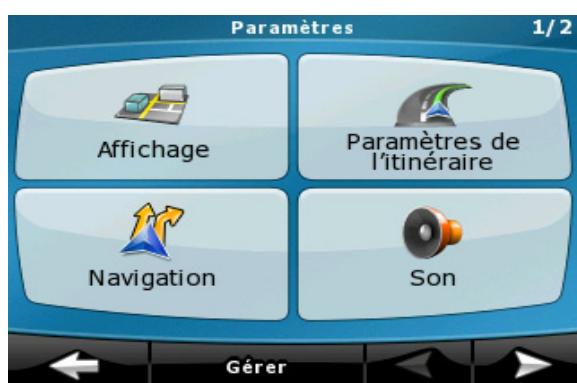 Paramètres 1/2
Affichage
Paramètres de
l'itinéraire
Navigation
Son
Gérer